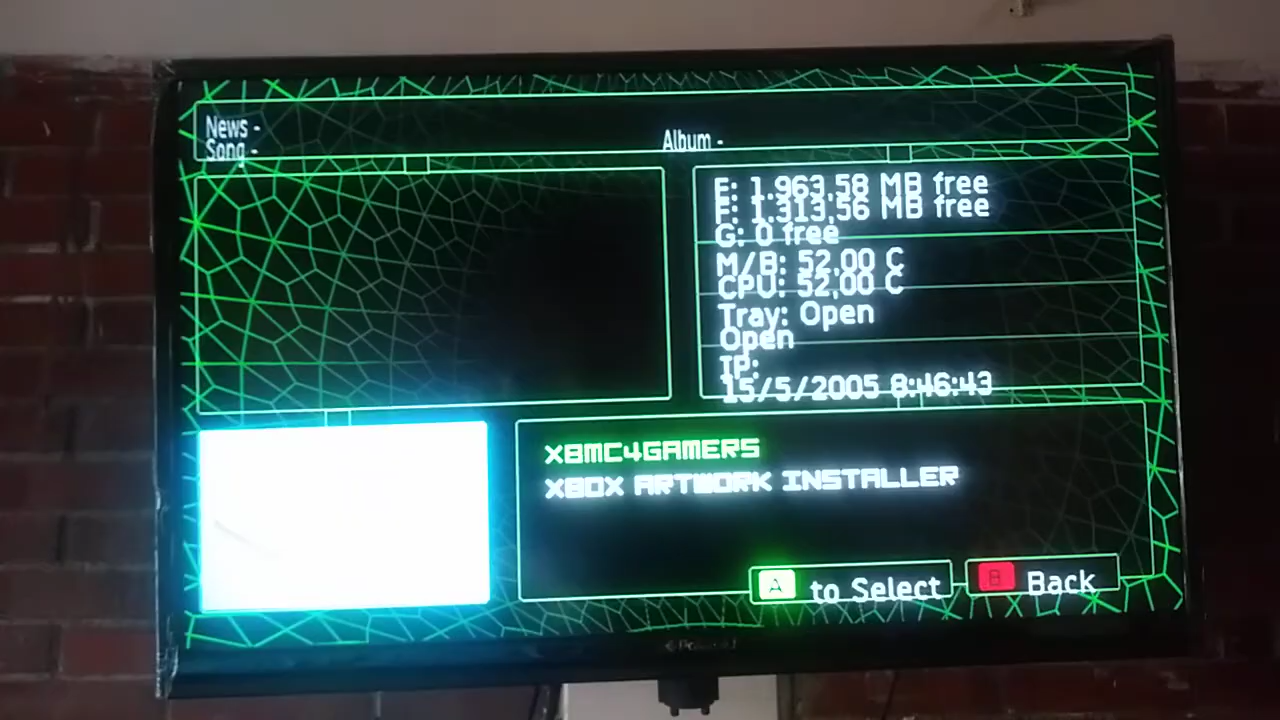 News -
Song -
Album -
E: 1.963,58 MB free
F: 1.313,56 MB free
G: 0 free
M/B: 52,00 C
CPU: 52,00 C
Tray: Open
Open
IP:
15/5/2005 8:46:43
XBMC4GAMERS
XBOX ARTWORK INSTALLER
A to Select
B Back
Polaroid